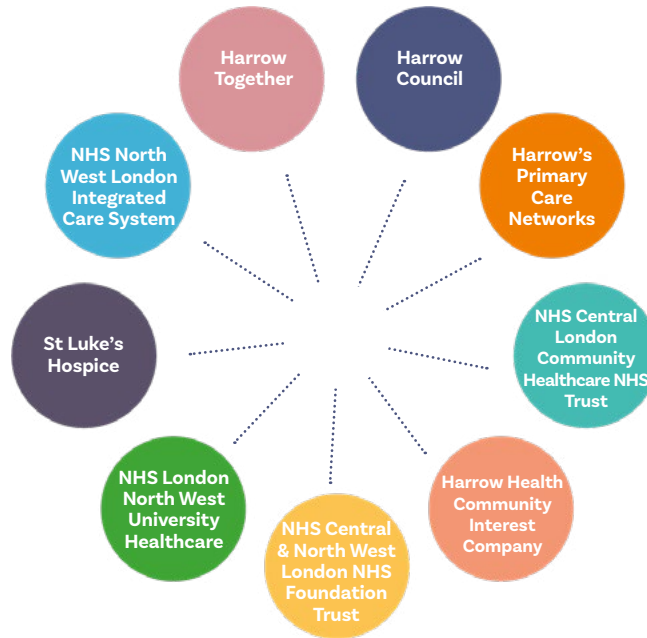 Harrow
Together
Harrow
Council
Harrow's
Primary
Care
Networks
NHS Central
London
Community
Healthcare NHS
Trust
Harrow Health
Community
Interest
Company
NHS Central
& North West
London NHS
Foundation
Trust
NHS London
North West
University
Healthcare
St Luke's
Hospice
NHS North
West London
Integrated
Care System